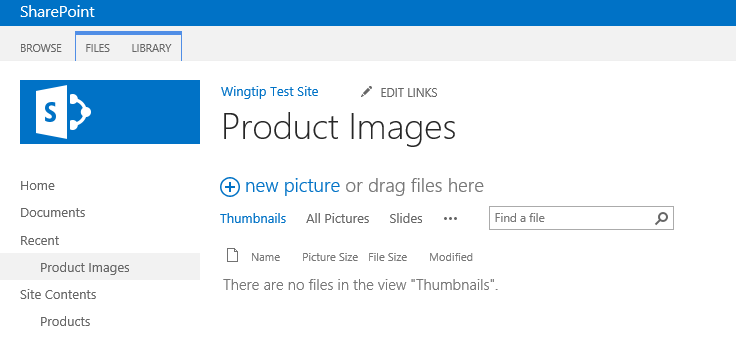 SharePoint
BROWSE FILES LIBRARY
S
Wingtip Test Site EDIT LINKS
Product Images
Home
Documents
Recent
Product Images
Site Contents
Products
new picture or drag files here
Thumbnails All Pictures Slides ••• Find a file
Name Picture Size File Size Modified
There are no files in the view "Thumbnails".